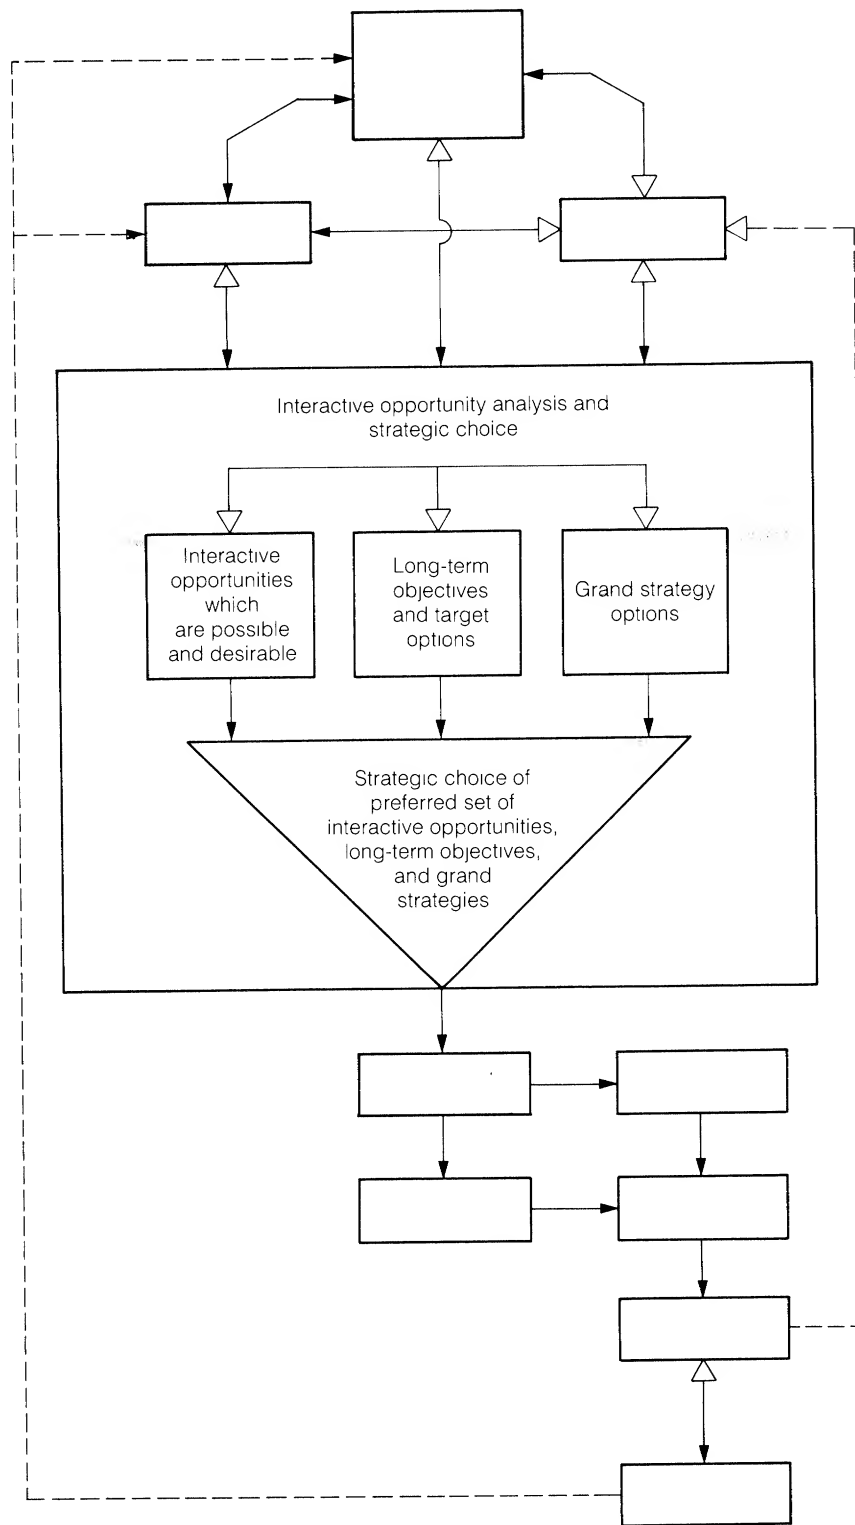 Interactive opportunity analysis and
strategic choice
Interactive
opportunities
which
are possible
and desirable
Long-term
objectives
and target
options
Grand strategy
options
Strategic choice of
preferred set of
interactive opportunities,
long-term objectives,
and grand
strategies